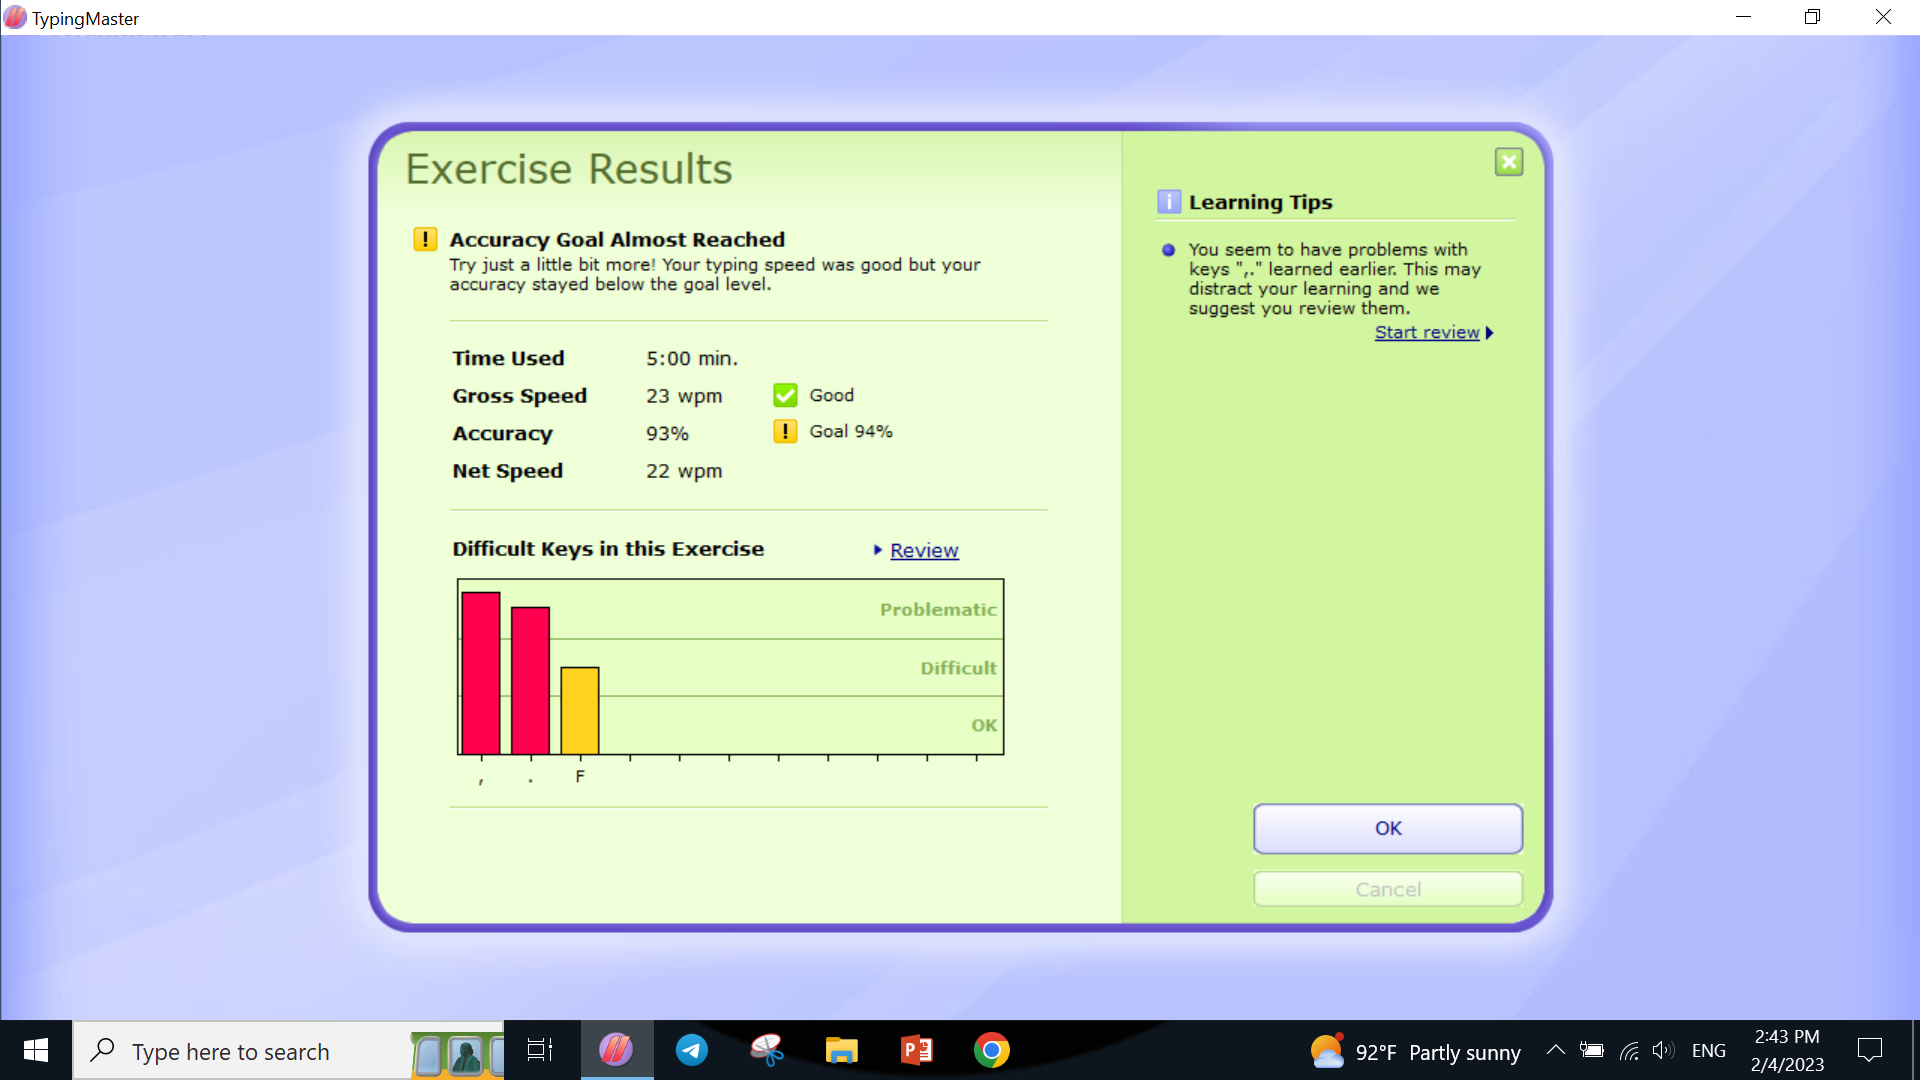 TypingMaster
Exercise Results
Accuracy Goal Almost Reached
Try just a little bit more! Your typing speed was good but your
accuracy stayed below the goal level.
Time Used 5:00 min.
Gross Speed 23 wpm Good
Accuracy 93% Goal 94%
Net Speed 22 wpm
Difficult Keys in this Exercise Review
Problematic
Difficult
OK
, . F
Learning Tips
You seem to have problems with
keys ",." learned earlier. This may
distract your learning and we
suggest you review them.
Start review
OK
Cancel
Type here to search
92°F Partly sunny
ENG
2:43 PM
2/4/2023